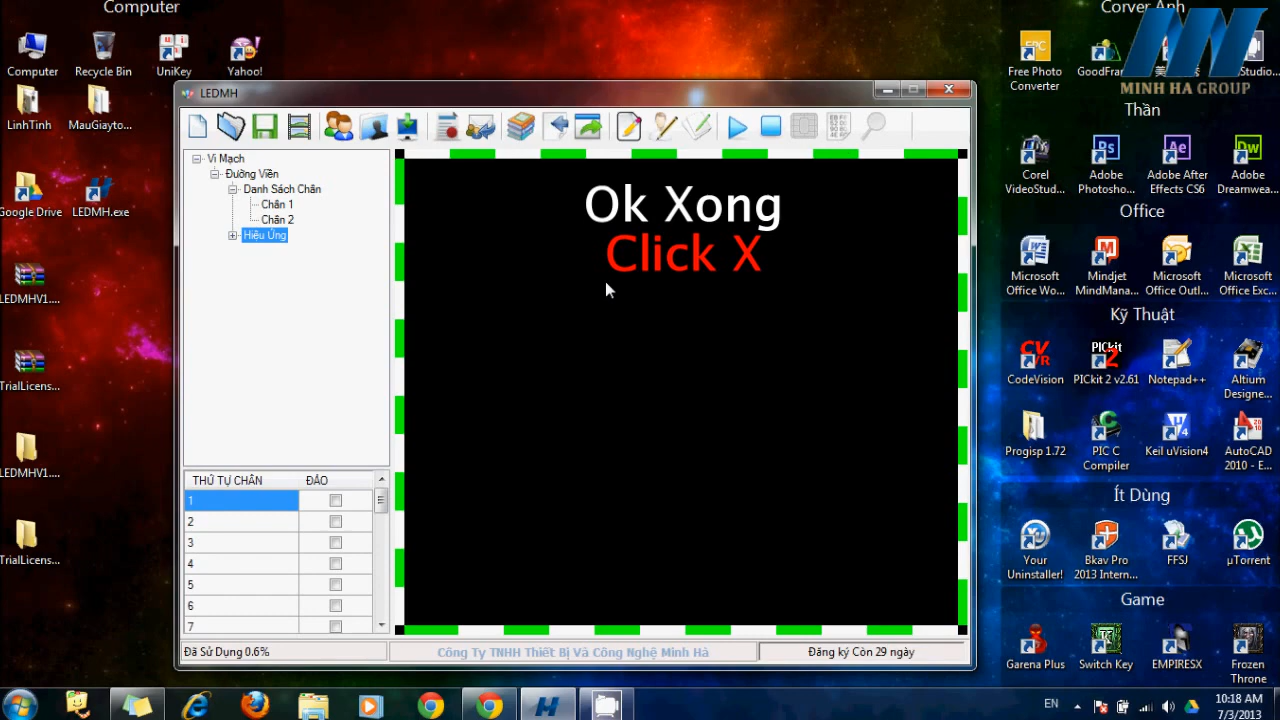 Computer
Corver Ảnh
Computer
Recycle Bin
UniKey
Yahoo!
LinhTinh
MauGiayto...
Google Drive
LEDMH.exe
LEDMHV1....
TrialLicens...
LEDMHV1....
TrialLicens...
LEDMH
Vi Mạch
Đường Viền
Danh Sách Chân
Chân 1
Chân 2
Hiệu Ứng
THỨ TỰ CHÂN ĐẢO
1
2
3
4
5
6
7
Đã Sử Dụng 0.6%
Công Ty TNHH Thiết Bị Và Công Nghệ Minh Hà
Đăng ký Còn 29 ngày
Ok Xong
Click X
Free Photo
Converter
GoodFra
Studio...
MINH HA GROUP
Thần
Corel
VideoStud...
Adobe
Photosho...
Adobe After
Effects CS6
Adobe
Dreamwea...
Office
Microsoft
Office Wo...
Mindjet
MindMana...
Microsoft
Office Outl...
Microsoft
Office Exc...
Kỹ Thuật
CodeVision
PICkit 2 v2.61
Notepad++
Altium
Designe...
Progisp 1.72
PIC C
Compiler
Keil uVision4
AutoCAD
2010 - E...
Ít Dùng
Your
Uninstaller!
Bkav Pro
2013 Intern...
FFSJ
µTorrent
Game
Garena Plus
Switch Key
EMPIRESX
Frozen
Throne
EN
10:18 AM
7/3/2013